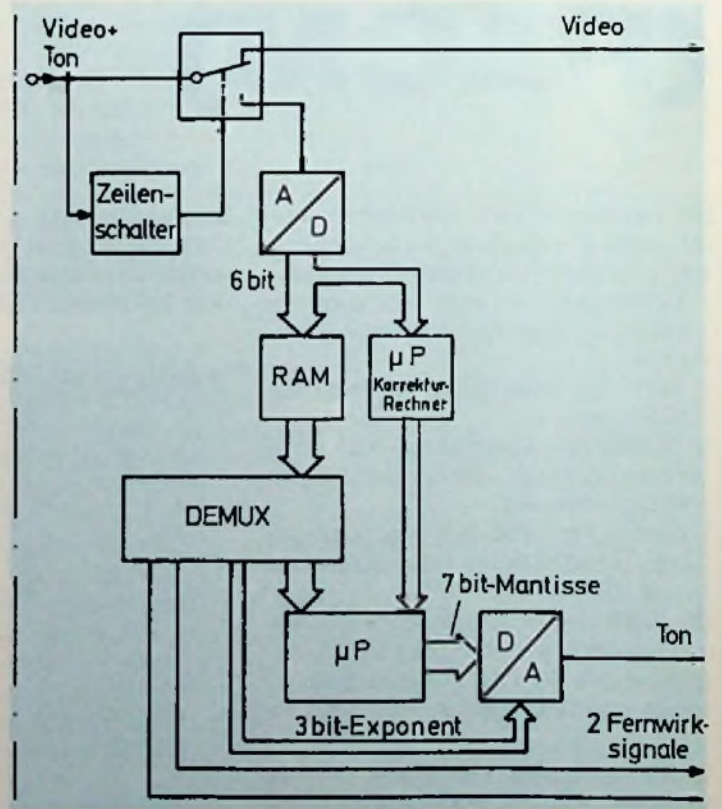 Video+
Ton
Video
Zeilen-
schalter
A
D
6 bit
RAM
µP
Korrektur-
Rechner
DEMUX
7 bit-Mantisse
µP
D
A
Ton
3 bit-Exponent
2 Fernwirk-
signale